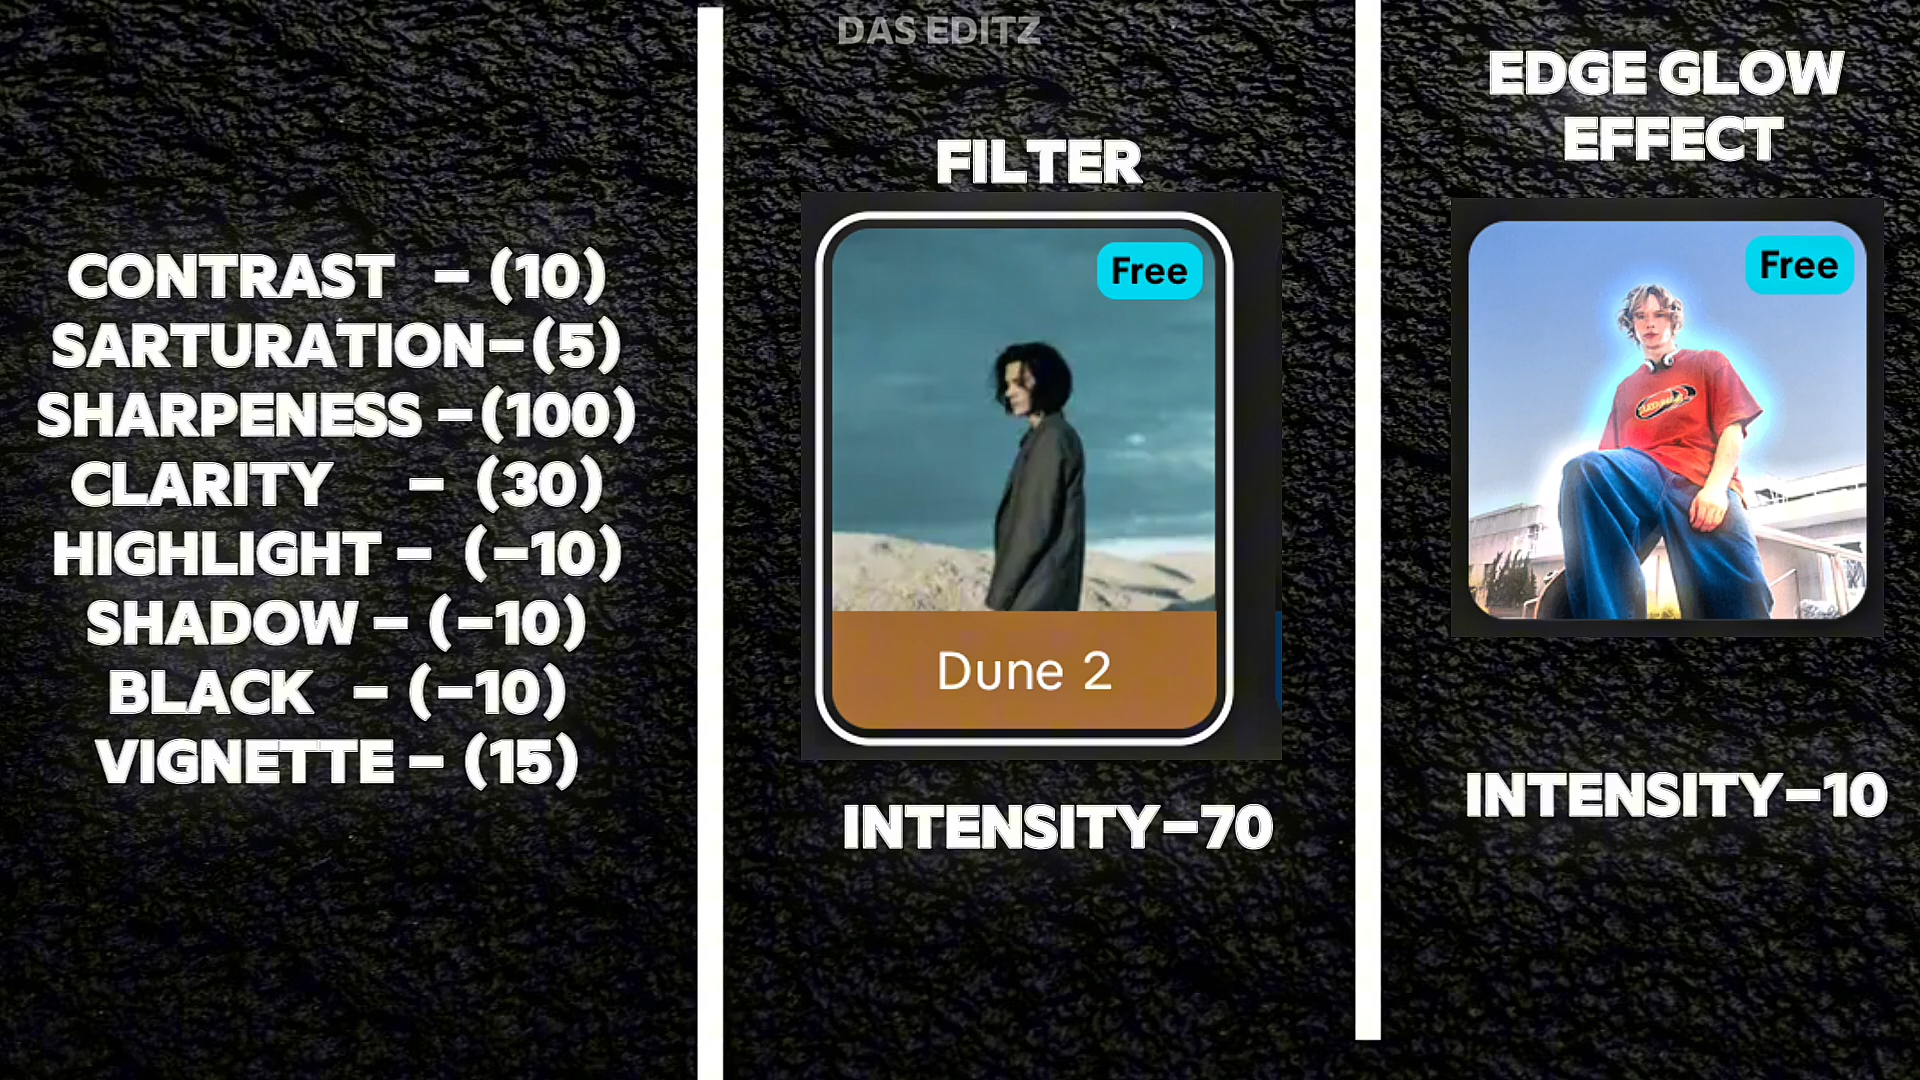 DAS EDITZ
CONTRAST - (10)
SARTURATION-(5)
SHARPENESS -(100)
CLARITY - (30)
HIGHLIGHT - (-10)
SHADOW - (-10)
BLACK - (-10)
VIGNETTE - (15)
FILTER
Free
Dune 2
INTENSITY-70
EDGE GLOW
EFFECT
Free
INTENSITY-10